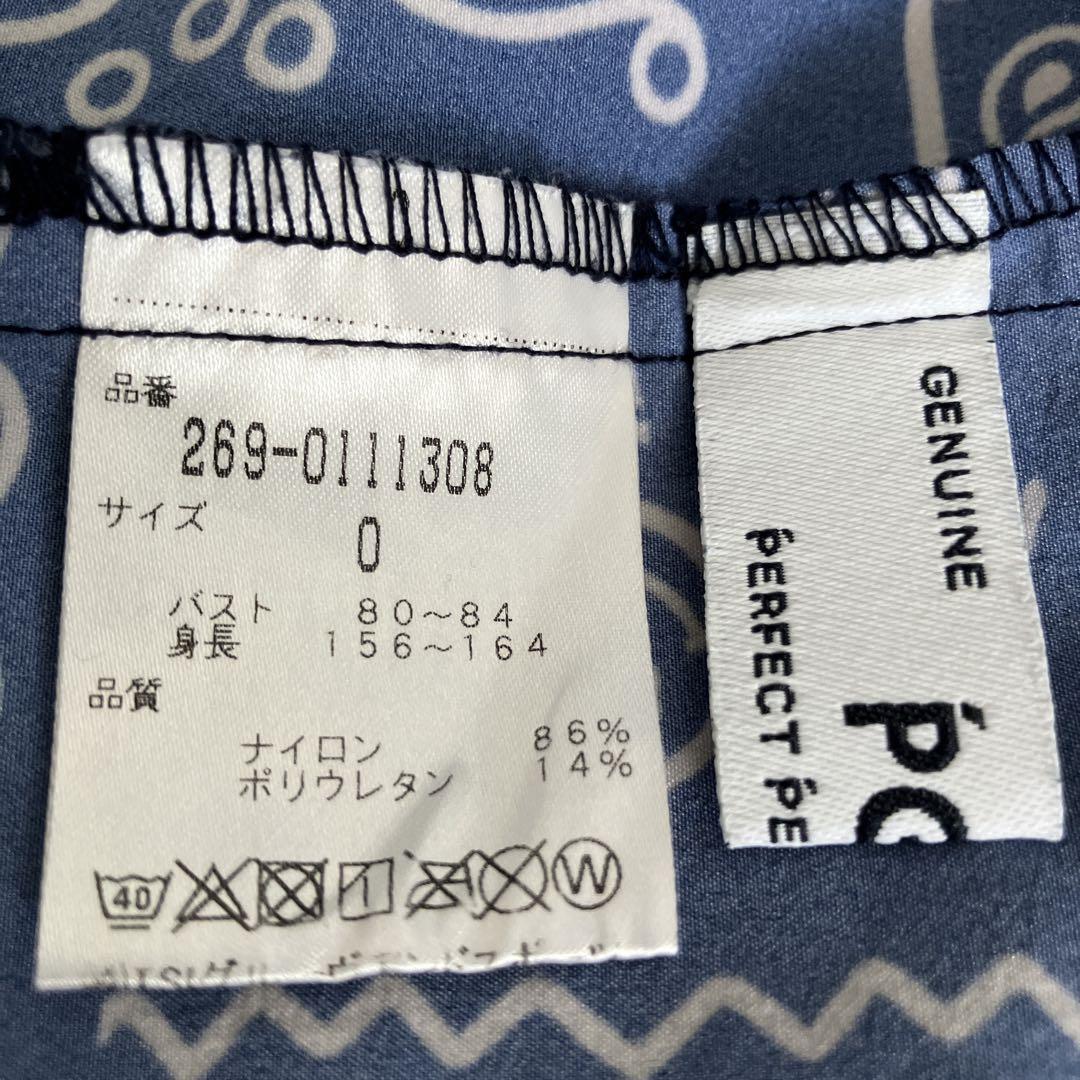 品番
269-0111308
サイズ
0
バスト 80～84
身長 156～164
品質
ナイロン 86%
ポリウレタン 14%
40
W
GENUINE
PERFECT PE